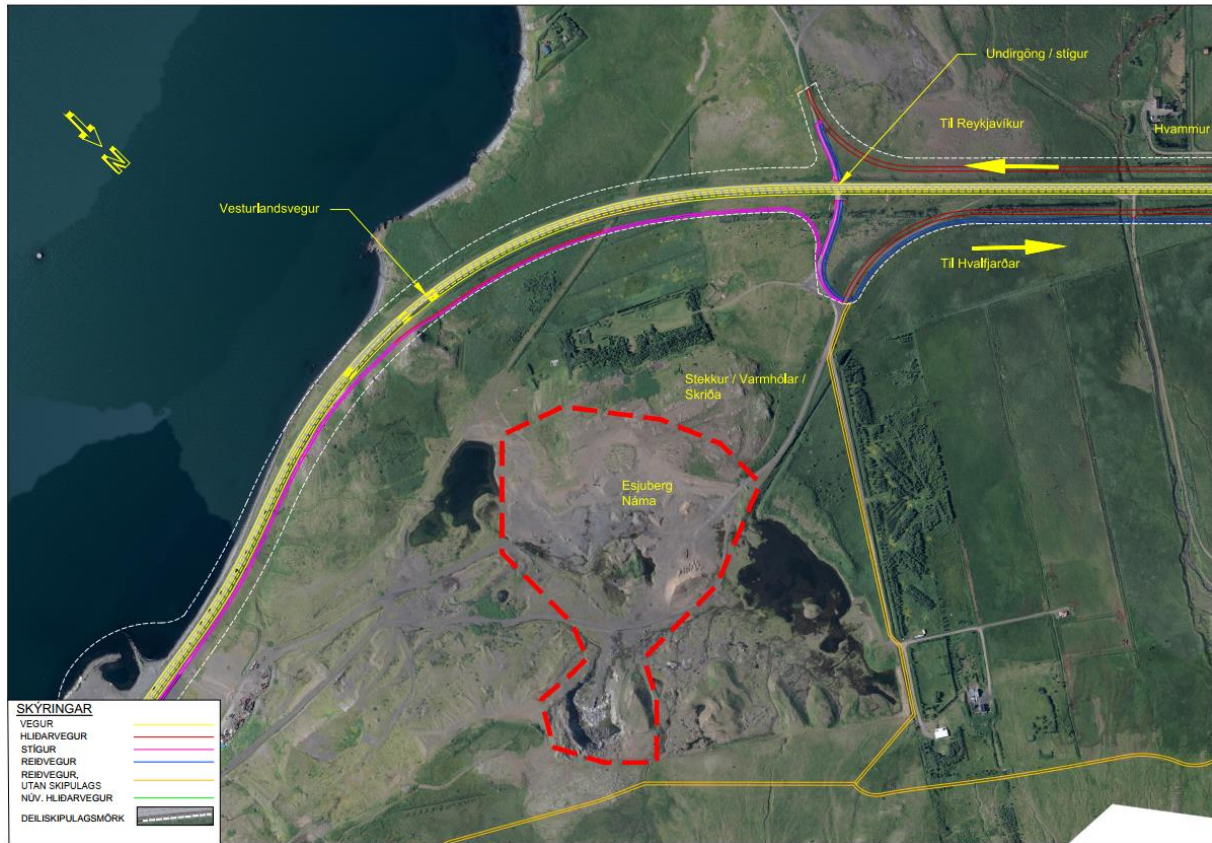 Undirgöng / stígur
Til Reykjavíkur
Hvammur
N
Vesturlandsvegur
Til Hvalfjarðar
Stekkur / Varmhólar /
Skriða
Esjuberg
Náma
SKÝRINGAR
VEGUR
HLIÐARVEGUR
STÍGUR
REIÐVEGUR
REIÐVEGUR,
UTAN SKIPULAGS
NÚV. HLIÐARVEGUR
DEILISKIPULAGSMÖRK